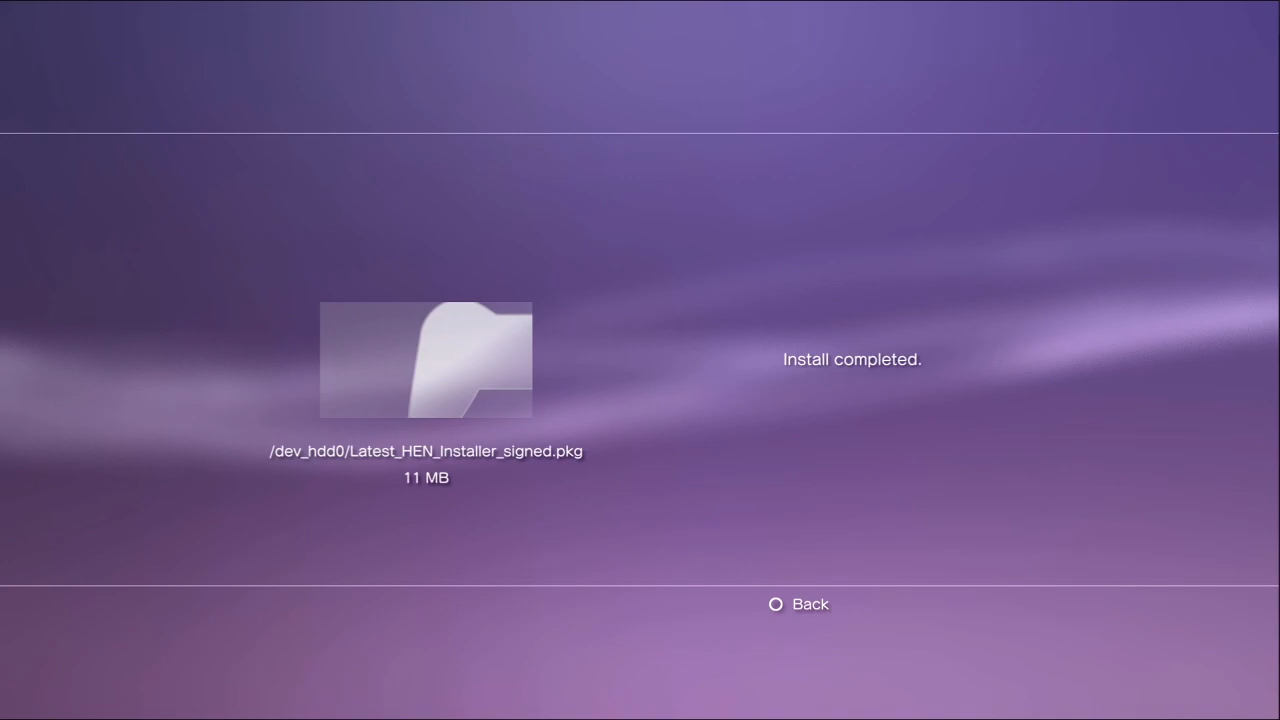 Install completed.
/dev_hdd0/Latest_HEN_Installer_signed.pkg
11 MB
Back